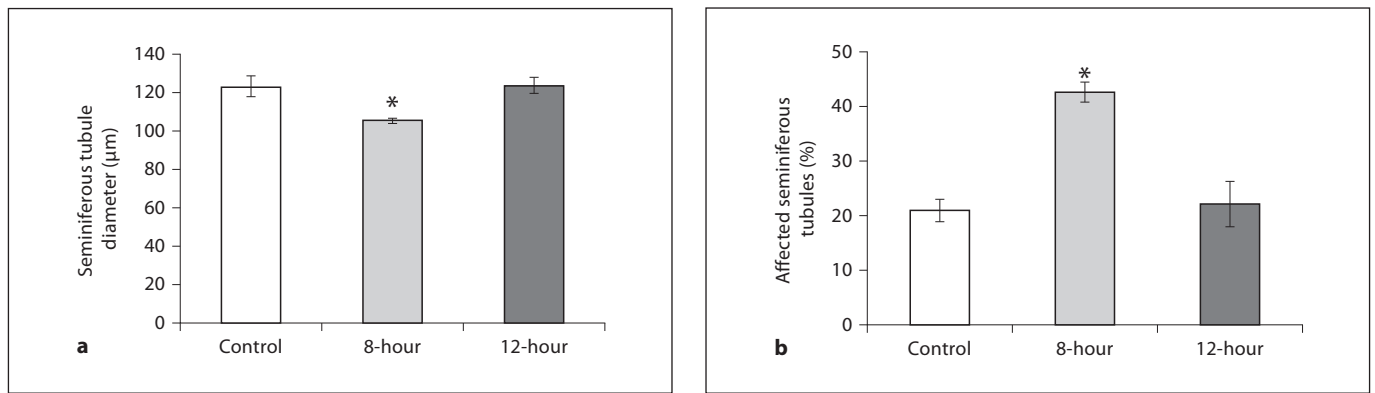 Seminiferous tubule
diameter (µm)
140
120
100
80
60
40
20
0
*
a
Control
8-hour
12-hour
Affected seminiferous
tubules (%)
50
40
30
20
10
0
*
b
Control
8-hour
12-hour